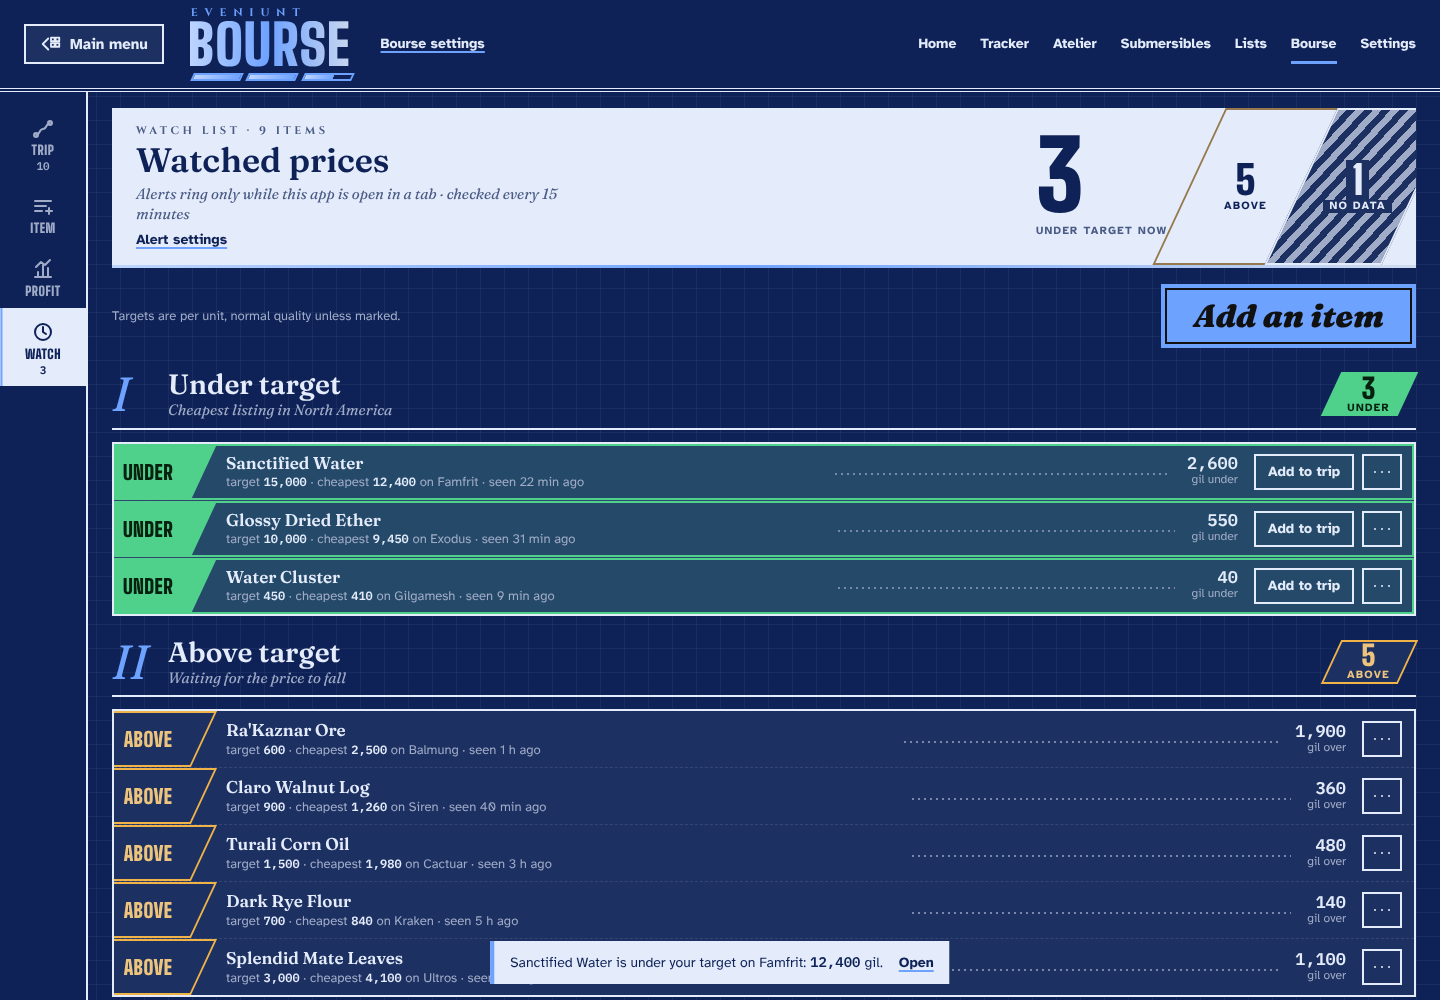 Main menu
EVENIUNT
BOURSE
Bourse settings
Home
Tracker
Atelier
Submersibles
Lists
Bourse
Settings
TRIP
10
ITEM
PROFIT
WATCH
3
WATCH LIST · 9 ITEMS
Watched prices
Alerts ring only while this app is open in a tab · checked every 15
minutes
Alert settings
3
UNDER TARGET NOW
5
ABOVE
1
NO DATA
Targets are per unit, normal quality unless marked.
Add an item
I
Under target
Cheapest listing in North America
3
UNDER
UNDER
Sanctified Water
target 15,000 · cheapest 12,400 on Famfrit · seen 22 min ago
2,600
gil under
Add to trip
...
UNDER
Glossy Dried Ether
target 10,000 · cheapest 9,450 on Exodus · seen 31 min ago
550
gil under
Add to trip
...
UNDER
Water Cluster
target 450 · cheapest 410 on Gilgamesh · seen 9 min ago
40
gil under
Add to trip
...
II
Above target
Waiting for the price to fall
5
ABOVE
ABOVE
Ra'Kaznar Ore
target 600 · cheapest 2,500 on Balmung · seen 1 h ago
1,900
gil over
...
ABOVE
Claro Walnut Log
target 900 · cheapest 1,260 on Siren · seen 40 min ago
360
gil over
...
ABOVE
Turali Corn Oil
target 1,500 · cheapest 1,980 on Cactuar · seen 3 h ago
480
gil over
...
ABOVE
Dark Rye Flour
target 700 · cheapest 840 on Kraken · seen 5 h ago
140
gil over
...
ABOVE
Splendid Mate Leaves
target 3,000 · cheapest 4,100 on Ultros
1,100
gil over
...
Sanctified Water is under your target on Famfrit: 12,400 gil.
Open